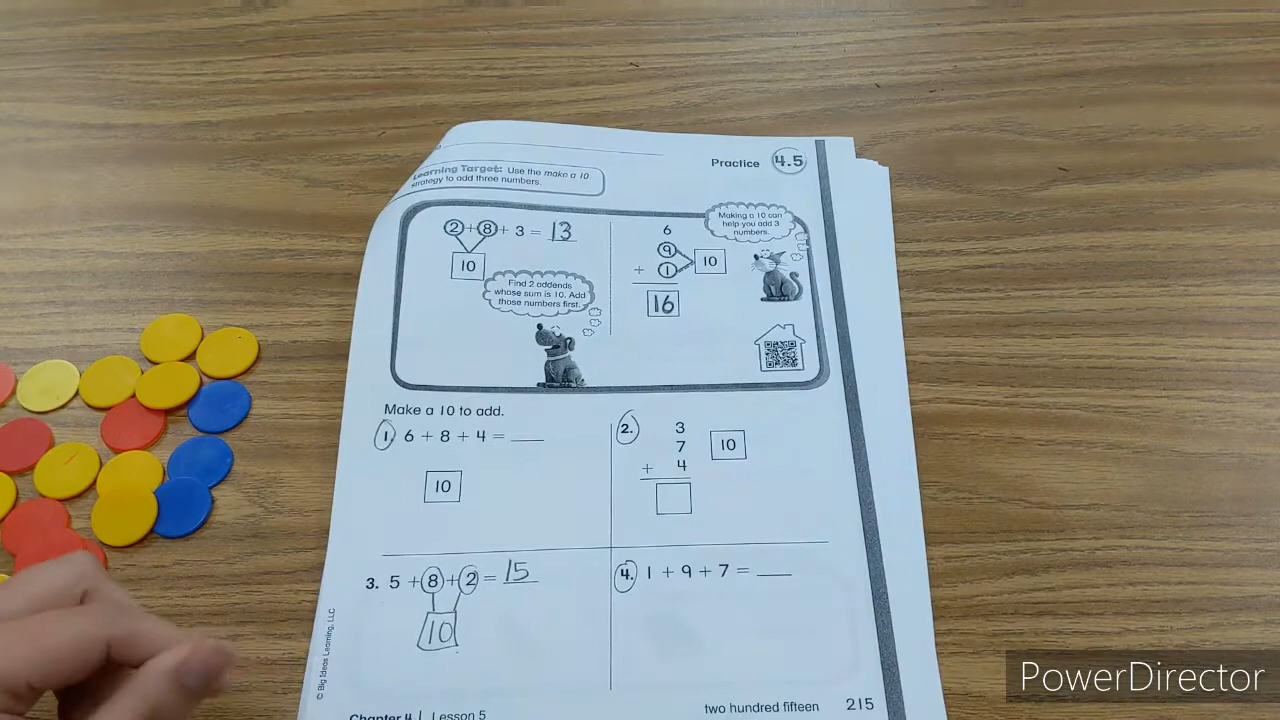 Practice 4.5
Learning Target: Use the make a 10
strategy to add three numbers.
2 + 8 + 3 = 13
10
Find 2 addends
whose sum is 10. Add
those numbers first.
6
9
+ 1
10
16
Making a 10 can
help you add 3
numbers.
Make a 10 to add.
1. 6 + 8 + 4 = ___
10
2. 3
7
+ 4
10
3. 5 + 8 + 2 = 15
10
4. 1 + 9 + 7 = ___
© Big Ideas Learning, LLC
Chapter 4 | Lesson 5
two hundred fifteen 215
PowerDirector